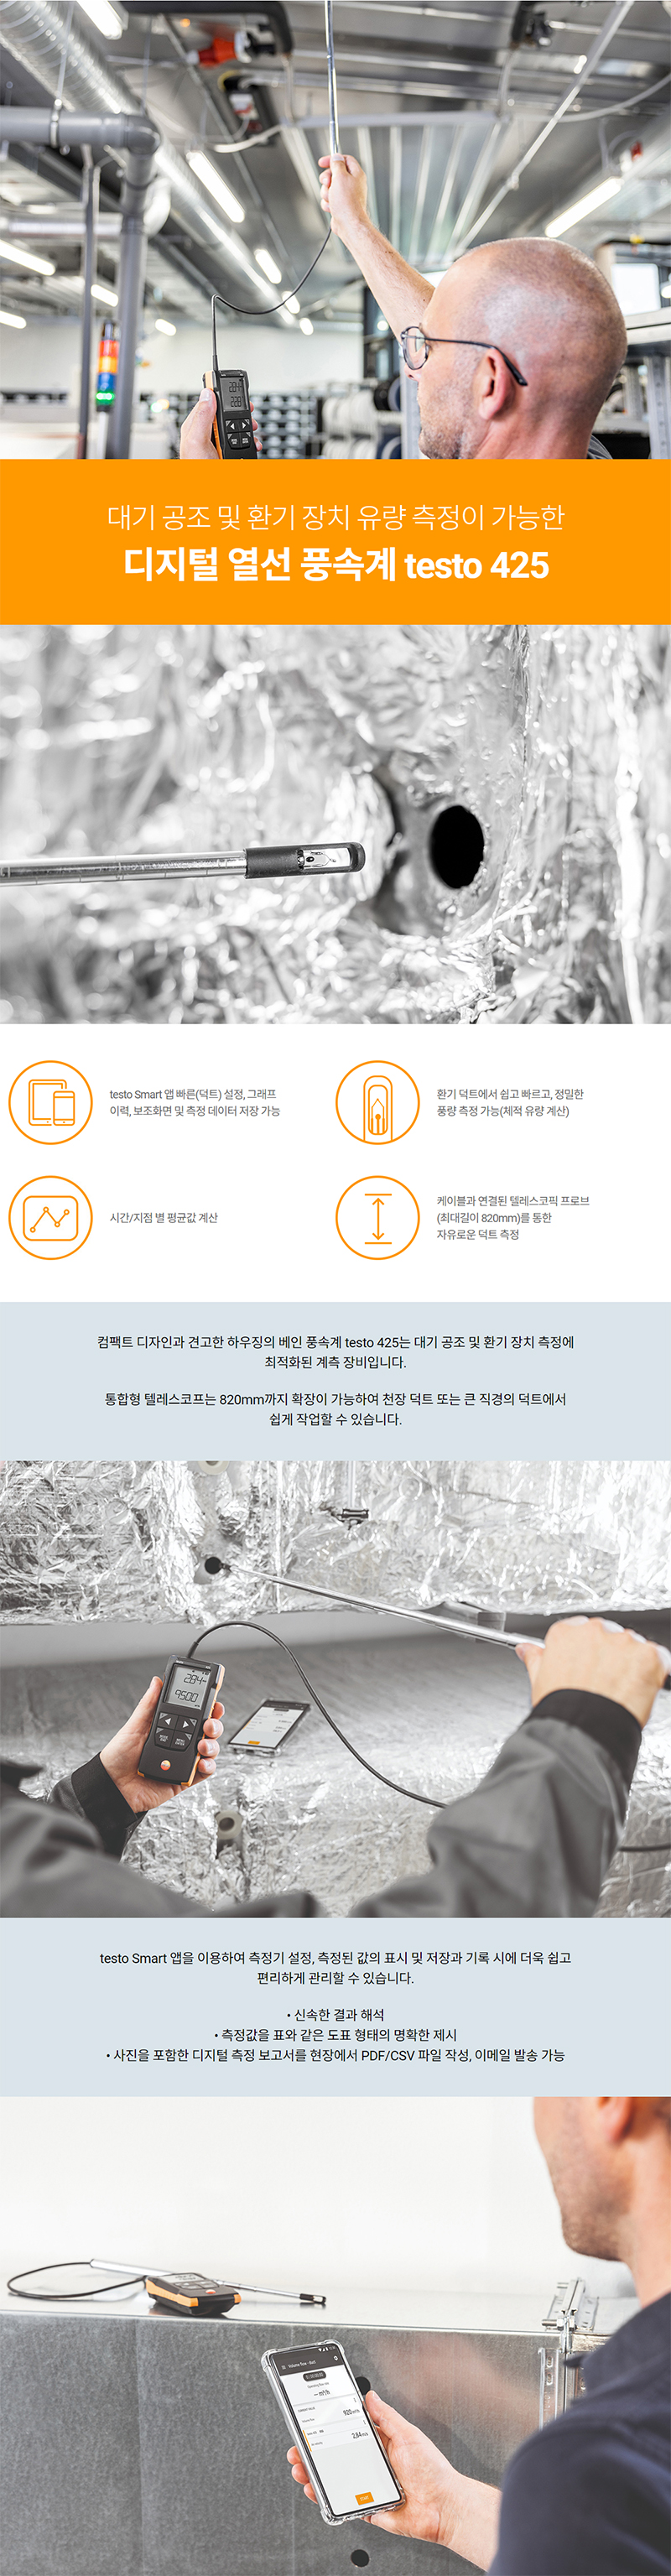 대기 공조 및 환기 장치 유량 측정이 가능한
디지털 열선 풍속계 testo 425
testo Smart 앱 빠른(덕트) 설정, 그래프
이력, 보조화면 및 측정 데이터 저장 가능
환기 덕트에서 쉽고 빠르고, 정밀한
풍량 측정 가능(체적 유량 계산)
시간/지점 별 평균값 계산
케이블과 연결된 텔레스코픽 프로브
(최대길이 820mm)를 통한
자유로운 덕트 측정
컴팩트 디자인과 견고한 하우징의 베인 풍속계 testo 425는 대기 공조 및 환기 장치 측정에
최적화된 계측 장비입니다.
통합형 텔레스코프는 820mm까지 확장이 가능하여 천장 덕트 또는 큰 직경의 덕트에서
쉽게 작업할 수 있습니다.
2.84
950.0
testo Smart 앱을 이용하여 측정기 설정, 측정된 값의 표시 및 저장과 기록 시에 더욱 쉽고
편리하게 관리할 수 있습니다.
• 신속한 결과 해석
• 측정값을 표와 같은 도표 형태의 명확한 제시
• 사진을 포함한 디지털 측정 보고서를 현장에서 PDF/CSV 파일 작성, 이메일 발송 가능